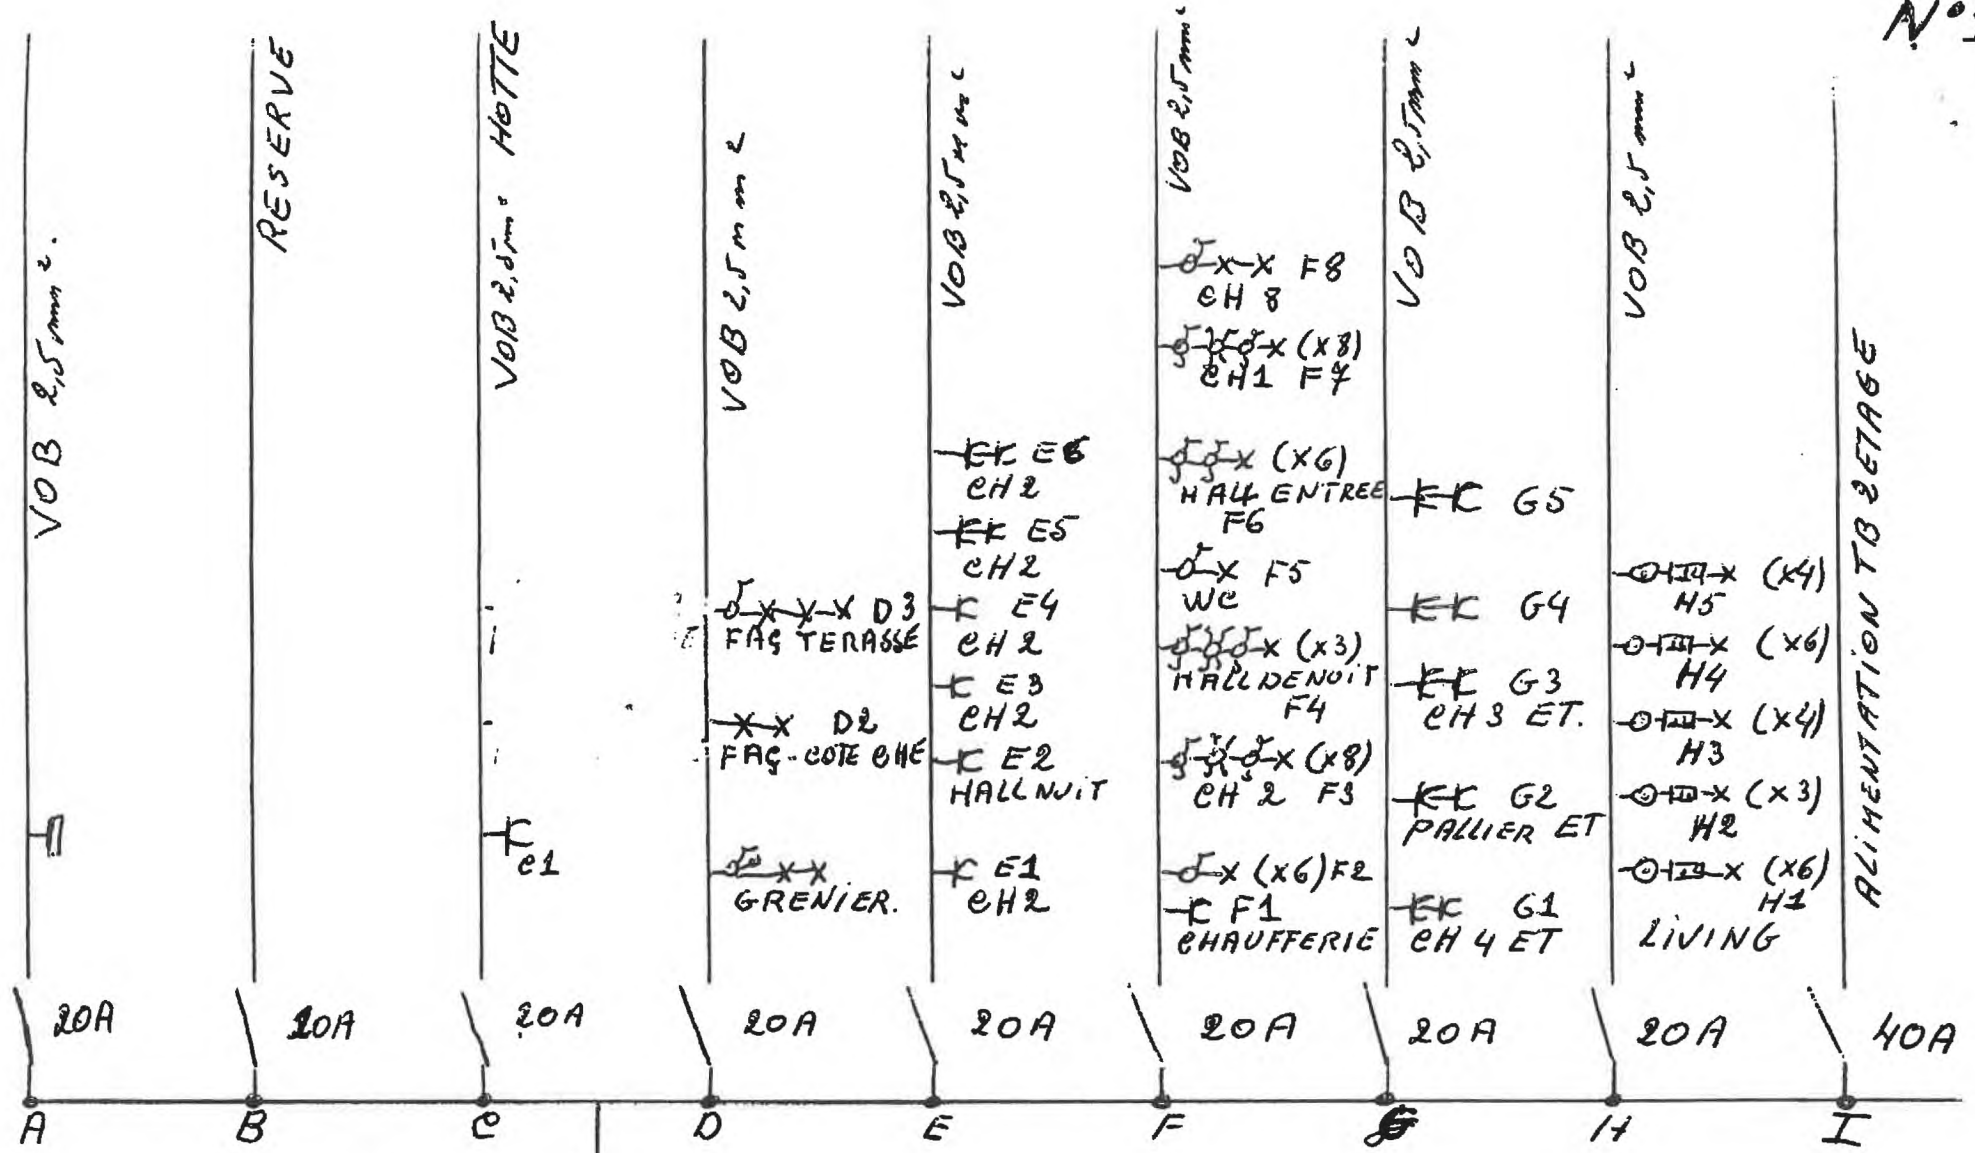 N°
VOB 2,5mm².
RESERVE
VOB 2,5mm² HOTTE
C1
VOB 2,5mm²
D3
FAÇ TERASSE
D2
FAÇ-COTE CHE
GRENIER.
VOB 2,5mm²
E6
CH2
E5
CH2
E4
CH2
E3
CH2
E2
HALL NUIT
E1
CH2
VOB 2,5mm²
F8
CH 8
(X8)
CH1 F7
(X6)
HALL ENTREE
F6
F5
WC
(X3)
HALL DENUIT
F4
(X8)
CH 2 F3
(X6) F2
F1
CHAUFFERIE
VOB 2,5mm²
G5
G4
G3
CH 3 ET.
G2
PALLIER ET
G1
CH 4 ET
VOB 2,5mm²
(X4)
H5
(X6)
H4
(X4)
H3
(X3)
H2
(X6)
H1
LIVING
ALIMENTATION TB 2ETAGE
20A 20A 20A 20A 20A 20A 20A 20A 40A
A B C D E F G H I